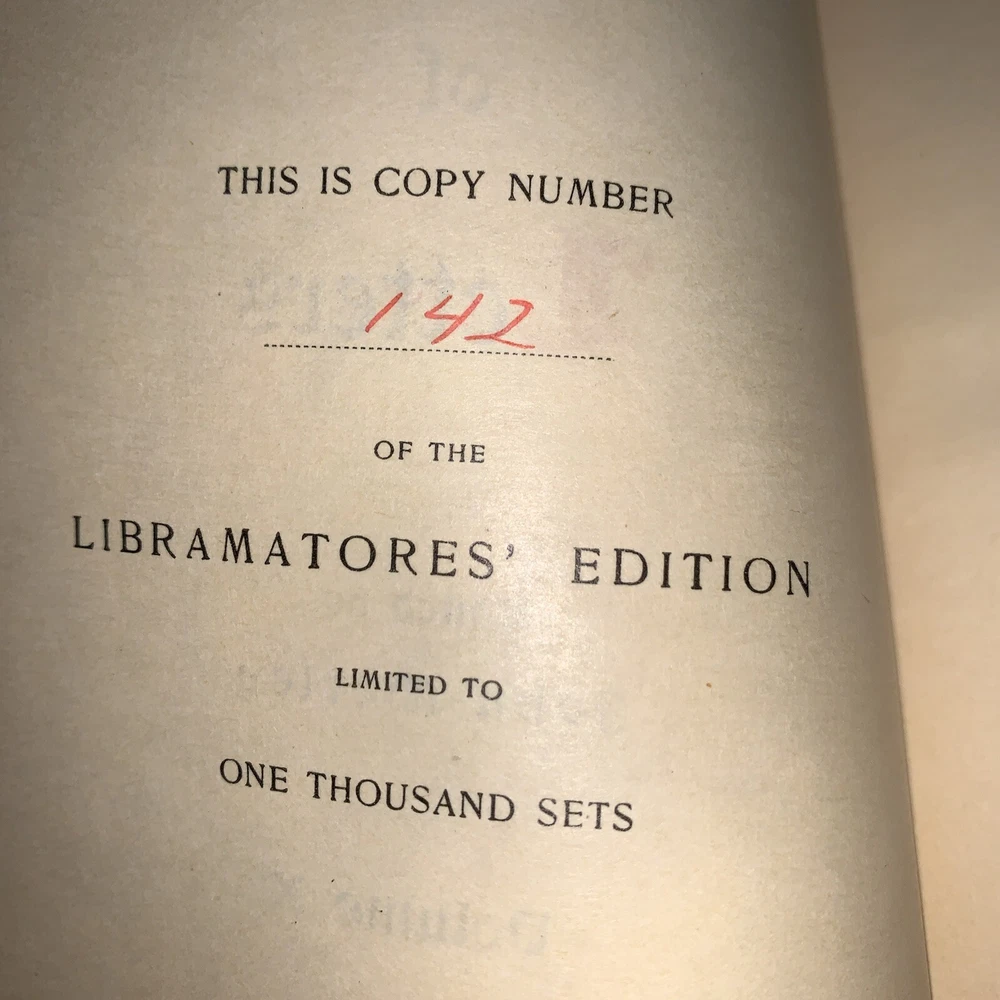 THIS IS COPY NUMBER
142
OF THE
LIBRAMATORES' EDITION
LIMITED TO
ONE THOUSAND SETS